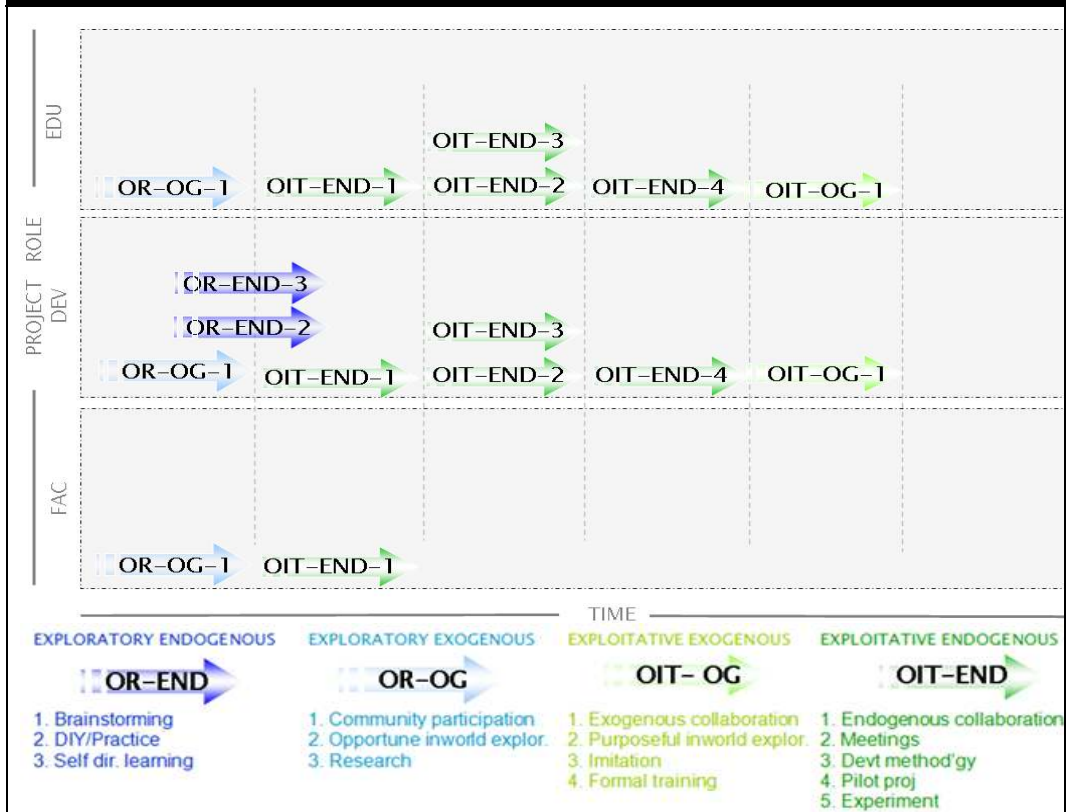 EDU
OIT-END-3
OR-OG-1 OIT-END-1 OIT-END-2 OIT-END-4 OIT-OG-1
PROJECT ROLE
DEV
OR-END-3
OR-END-2 OIT-END-3
OR-OG-1 OIT-END-1 OIT-END-2 OIT-END-4 OIT-OG-1
FAC
OR-OG-1 OIT-END-1
TIME
EXPLORATORY ENDOGENOUS
OR-END
1. Brainstorming
2. DIY/Practice
3. Self dir. learning
EXPLORATORY EXOGENOUS
OR-OG
1. Community participation
2. Opportune inworld explor.
3. Research
EXPLOITATIVE EXOGENOUS
OIT- OG
1. Exogenous collaboration
2. Purposeful inworld explor.
3. Imitation
4. Formal training
EXPLOITATIVE ENDOGENOUS
OIT-END
1. Endogenous collaboration
2. Meetings
3. Devt method'gy
4. Pilot proj
5. Experiment